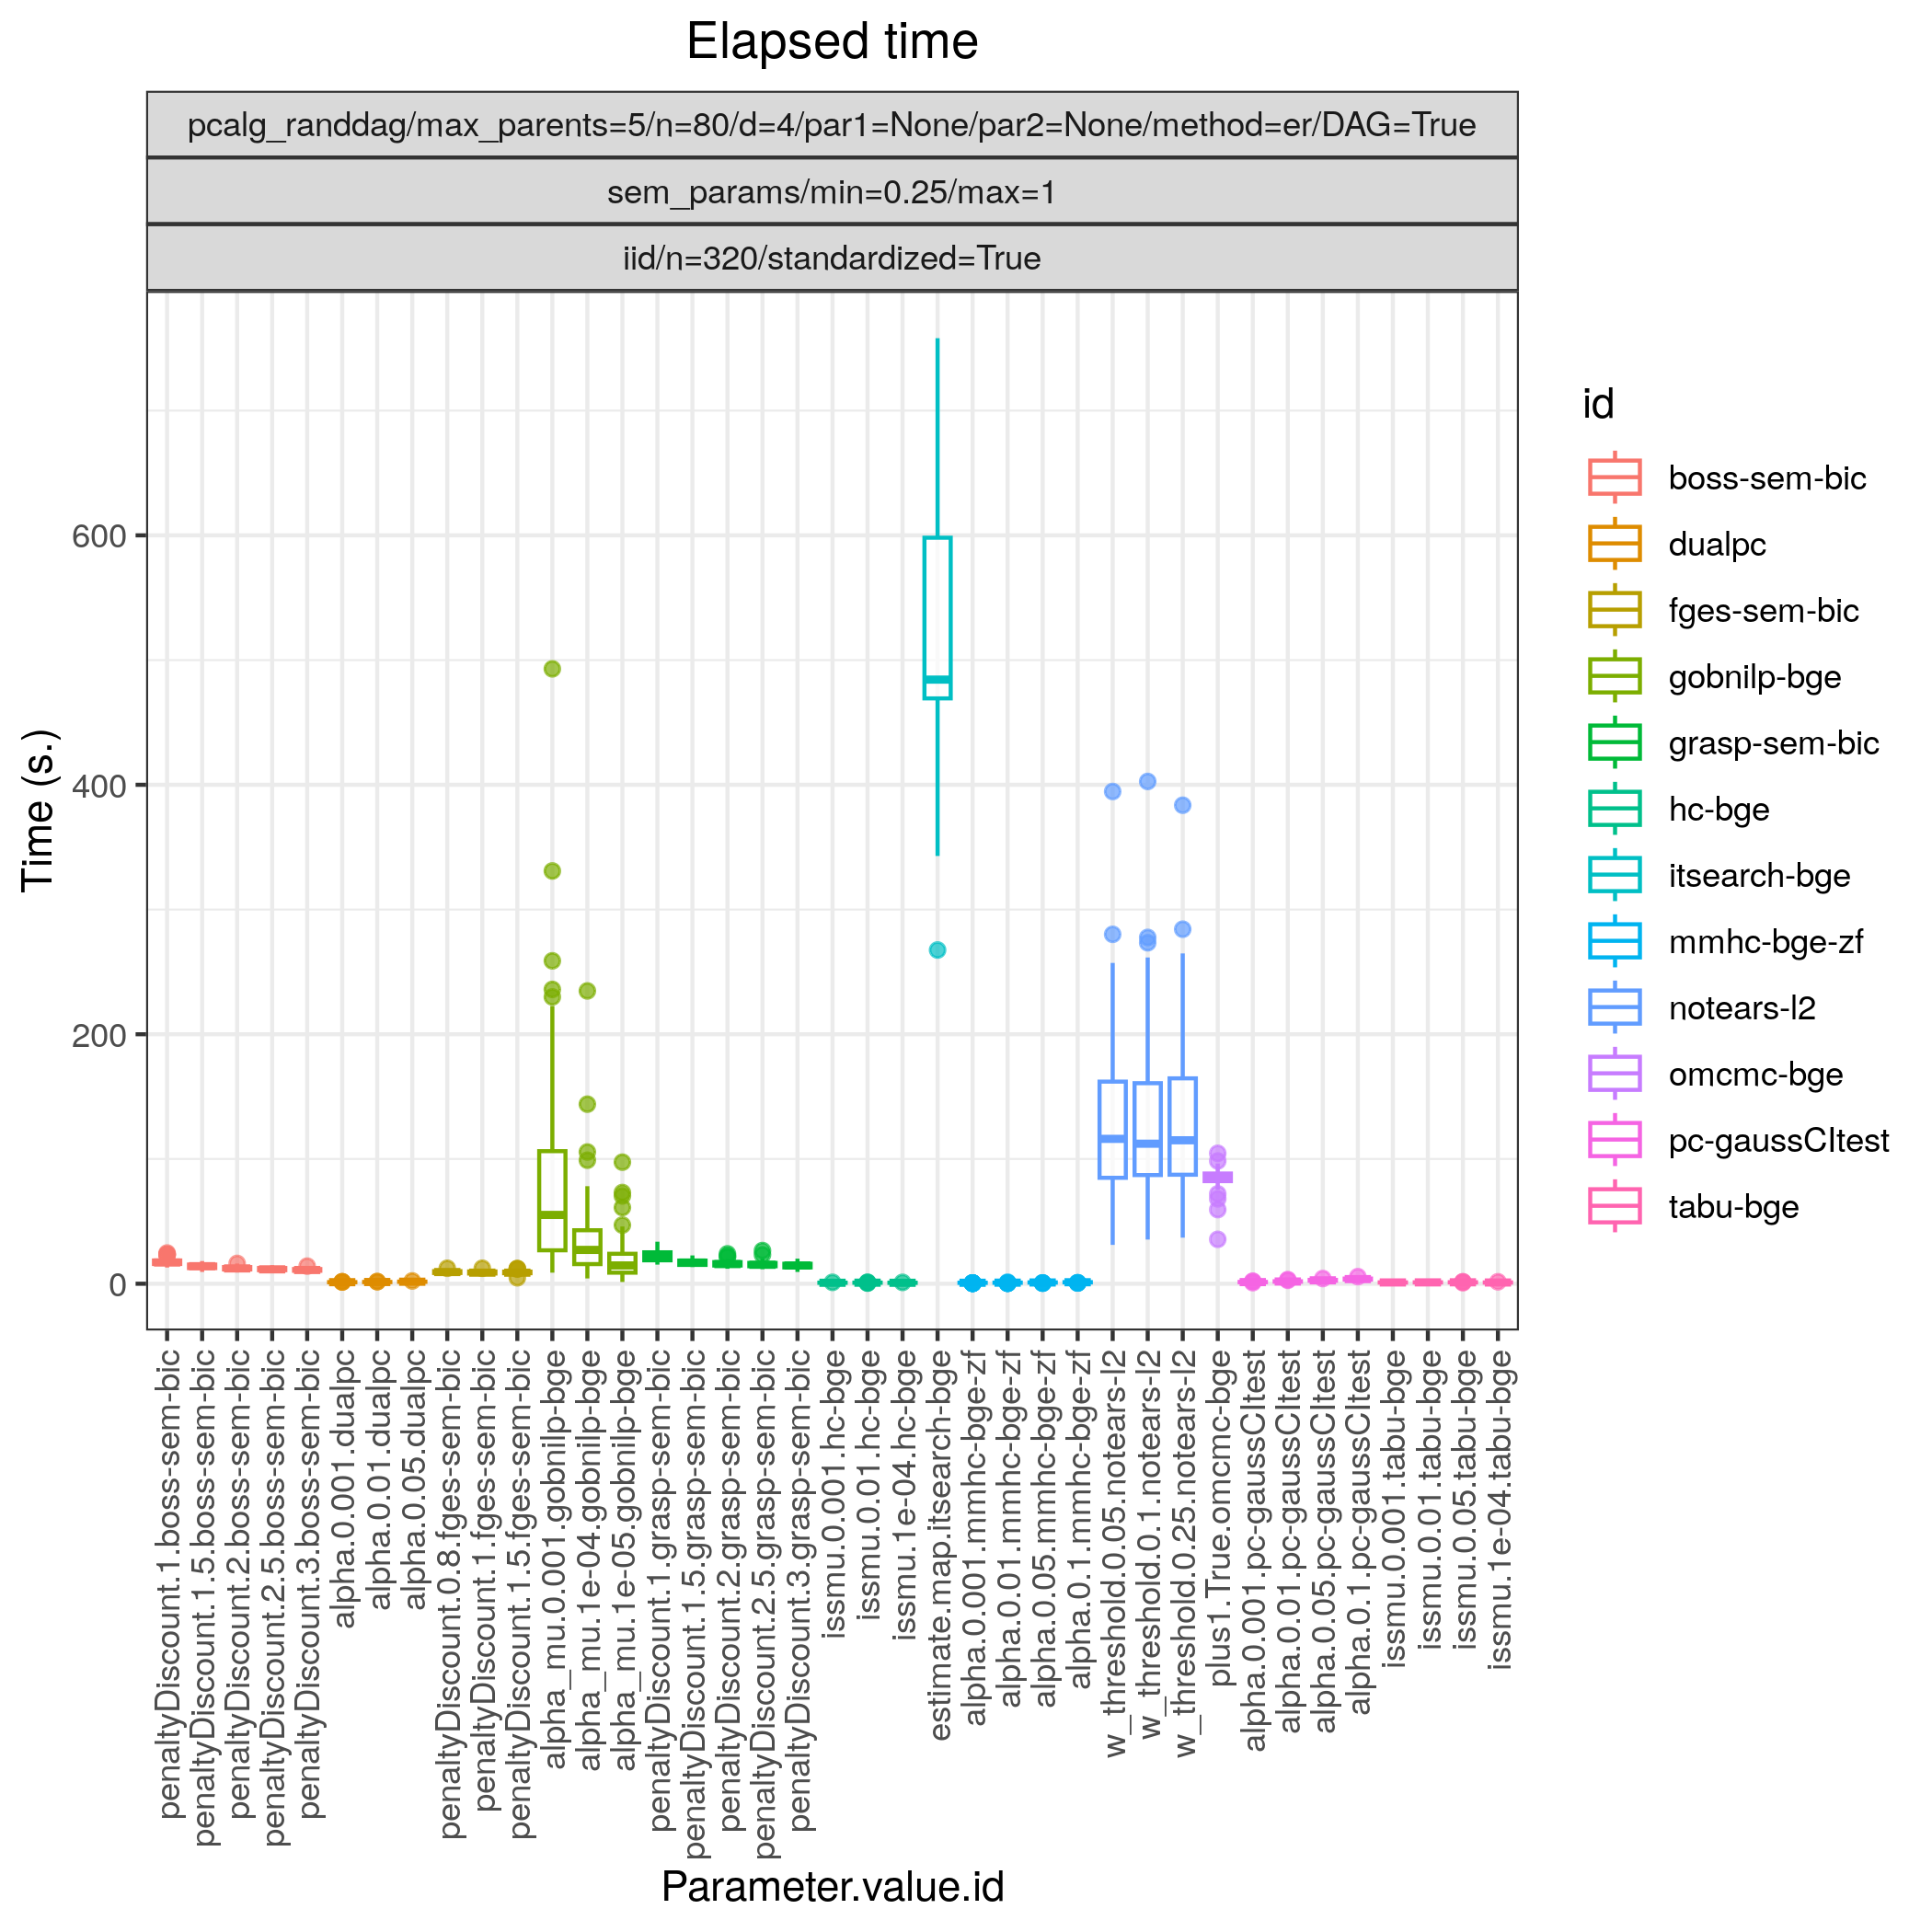 Elapsed time
pcalg_randdag/max_parents=5/n=80/d=4/par1=None/par2=None/method=er/DAG=True
sem_params/min=0.25/max=1
iid/n=320/standardized=True
Time (s.)
600
400
200
0
penaltyDiscount.1.boss-sem-bic
penaltyDiscount.1.5.boss-sem-bic
penaltyDiscount.2.boss-sem-bic
penaltyDiscount.2.5.boss-sem-bic
penaltyDiscount.3.boss-sem-bic
alpha.0.001.dualpc
alpha.0.01.dualpc
alpha.0.05.dualpc
penaltyDiscount.0.8.fges-sem-bic
penaltyDiscount.1.fges-sem-bic
penaltyDiscount.1.5.fges-sem-bic
alpha_mu.0.001.gobnilp-bge
alpha_mu.1e-04.gobnilp-bge
alpha_mu.1e-05.gobnilp-bge
penaltyDiscount.1.grasp-sem-bic
penaltyDiscount.1.5.grasp-sem-bic
penaltyDiscount.2.grasp-sem-bic
penaltyDiscount.2.5.grasp-sem-bic
penaltyDiscount.3.grasp-sem-bic
issmu.0.001.hc-bge
issmu.0.01.hc-bge
issmu.1e-04.hc-bge
estimate.map.itsearch-bge
alpha.0.001.mmhc-bge-zf
alpha.0.01.mmhc-bge-zf
alpha.0.05.mmhc-bge-zf
alpha.0.1.mmhc-bge-zf
w_threshold.0.05.notears-l2
w_threshold.0.1.notears-l2
w_threshold.0.25.notears-l2
plus1.True.omcmc-bge
alpha.0.001.pc-gaussCItest
alpha.0.01.pc-gaussCItest
alpha.0.05.pc-gaussCItest
alpha.0.1.pc-gaussCItest
issmu.0.001.tabu-bge
issmu.0.01.tabu-bge
issmu.0.05.tabu-bge
issmu.1e-04.tabu-bge
Parameter.value.id
id
boss-sem-bic
dualpc
fges-sem-bic
gobnilp-bge
grasp-sem-bic
hc-bge
itsearch-bge
mmhc-bge-zf
notears-l2
omcmc-bge
pc-gaussCItest
tabu-bge